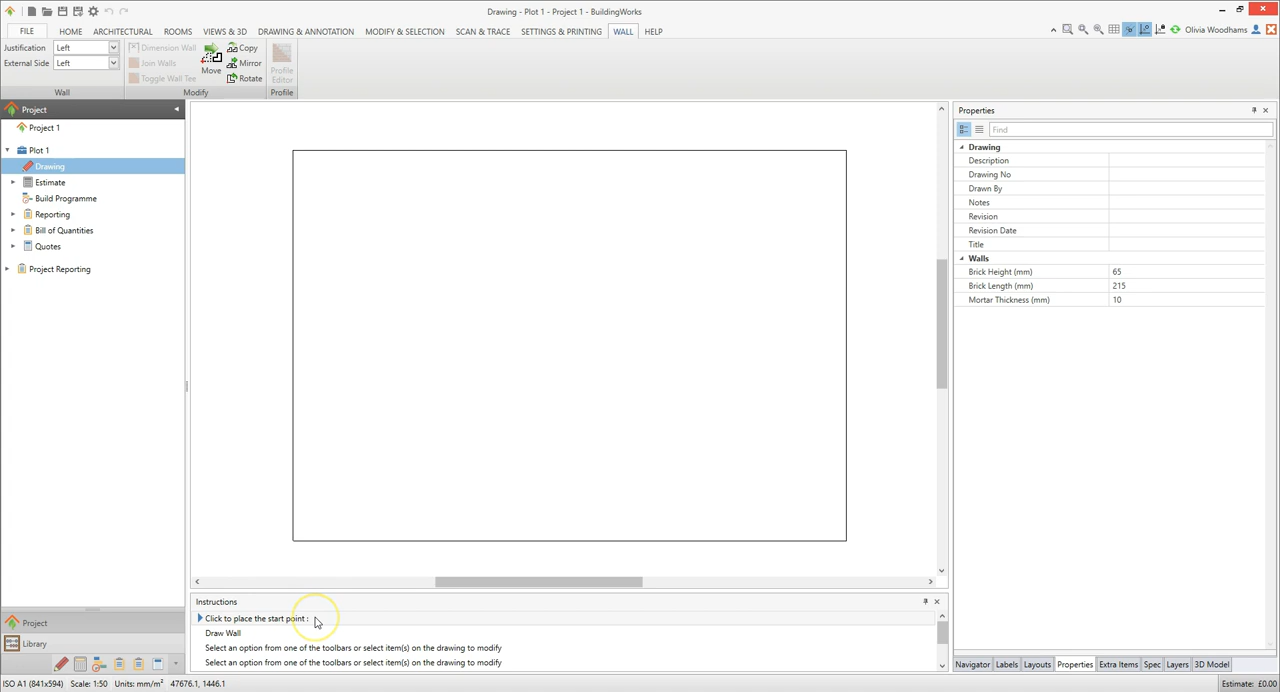 Drawing - Plot 1 - Project 1 - BuildingWorks
FILE HOME ARCHITECTURAL ROOMS VIEWS & 3D DRAWING & ANNOTATION MODIFY & SELECTION SCAN & TRACE SETTINGS & PRINTING WALL HELP
Olivia Woodhams
Justification Left
External Side Left
Wall
Dimension Wall
Join Walls
Toggle Wall Tee
Move
Copy
Mirror
Rotate
Modify
Profile
Editor
Profile
Project
Project 1
Plot 1
Drawing
Estimate
Build Programme
Reporting
Bill of Quantities
Quotes
Project Reporting
Project
Library
Instructions
Click to place the start point :
Draw Wall
Select an option from one of the toolbars or select item(s) on the drawing to modify
Select an option from one of the toolbars or select item(s) on the drawing to modify
Properties
Find
Drawing
Description
Drawing No
Drawn By
Notes
Revision
Revision Date
Title
Walls
Brick Height (mm) 65
Brick Length (mm) 215
Mortar Thickness (mm) 10
Navigator Labels Layouts Properties Extra Items Spec Layers 3D Model
ISO A1 (841x594) Scale: 1:50 Units: mm/m² 47676.1, 1446.1
Estimate: £0.00